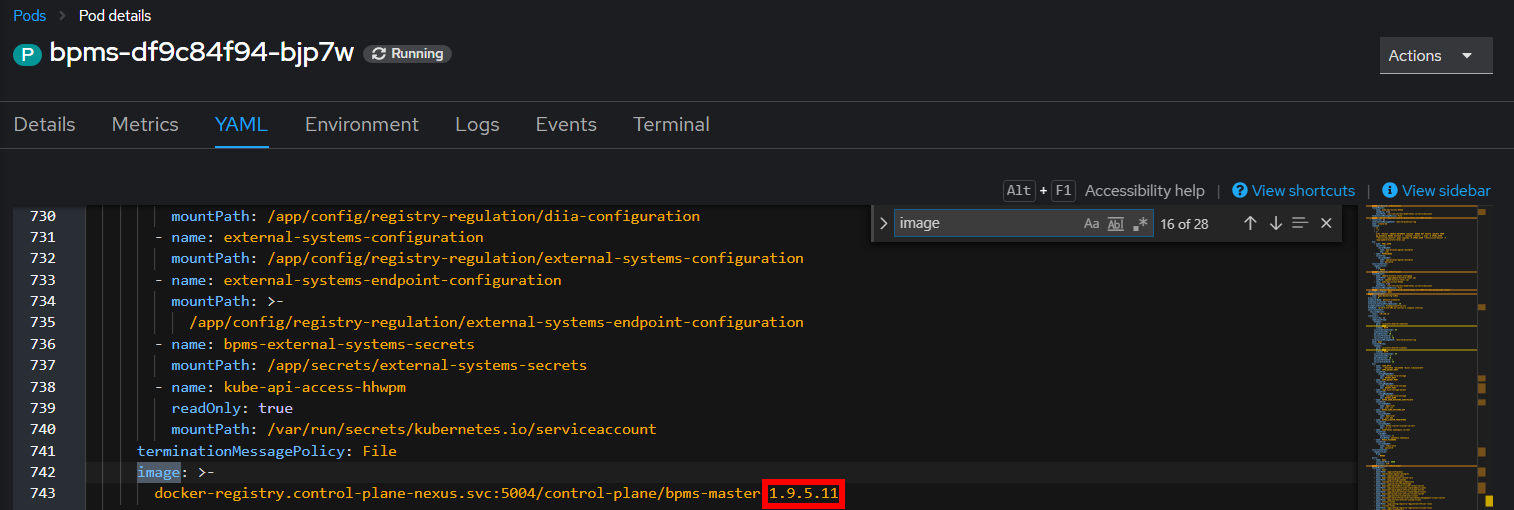 Pods > Pod details
P bpms-df9c84f94-bjp7w Running
Actions
Details Metrics YAML Environment Logs Events Terminal
Alt + F1 Accessibility help | View shortcuts | View sidebar
image Aa Abl .* 16 of 28
730 mountPath: /app/config/registry-regulation/diia-configuration
731 - name: external-systems-configuration
732 mountPath: /app/config/registry-regulation/external-systems-configuration
733 - name: external-systems-endpoint-configuration
734 mountPath: >-
735 /app/config/registry-regulation/external-systems-endpoint-configuration
736 - name: bpms-external-systems-secrets
737 mountPath: /app/secrets/external-systems-secrets
738 - name: kube-api-access-hhwpm
739 readOnly: true
740 mountPath: /var/run/secrets/kubernetes.io/serviceaccount
741 terminationMessagePolicy: File
742 image: >-
743 docker-registry.control-plane-nexus.svc:5004/control-plane/bpms-master 1.9.5.11